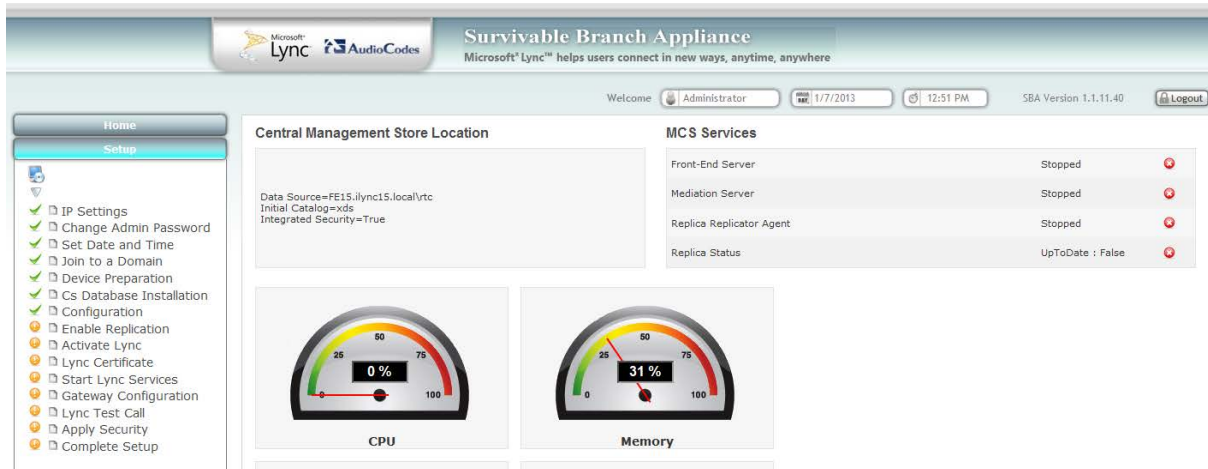 Microsoft
Lync AudioCodes
Survivable Branch Appliance
Microsoft® Lync™ helps users connect in new ways, anytime, anywhere
Welcome Administrator 1/7/2013 12:51 PM SBA Version 1.1.11.40 Logout
Home
Setup
IP Settings
Change Admin Password
Set Date and Time
Join to a Domain
Device Preparation
Cs Database Installation
Configuration
Enable Replication
Activate Lync
Lync Certificate
Start Lync Services
Gateway Configuration
Lync Test Call
Apply Security
Complete Setup
Central Management Store Location
Data Source=FE15.ilync15.local\rtc
Initial Catalog=xds
Integrated Security=True
MCS Services
Front-End Server Stopped
Mediation Server Stopped
Replica Replicator Agent Stopped
Replica Status UpToDate : False
0 25 50 75 100
0 %
CPU
0 25 50 75 100
31 %
Memory